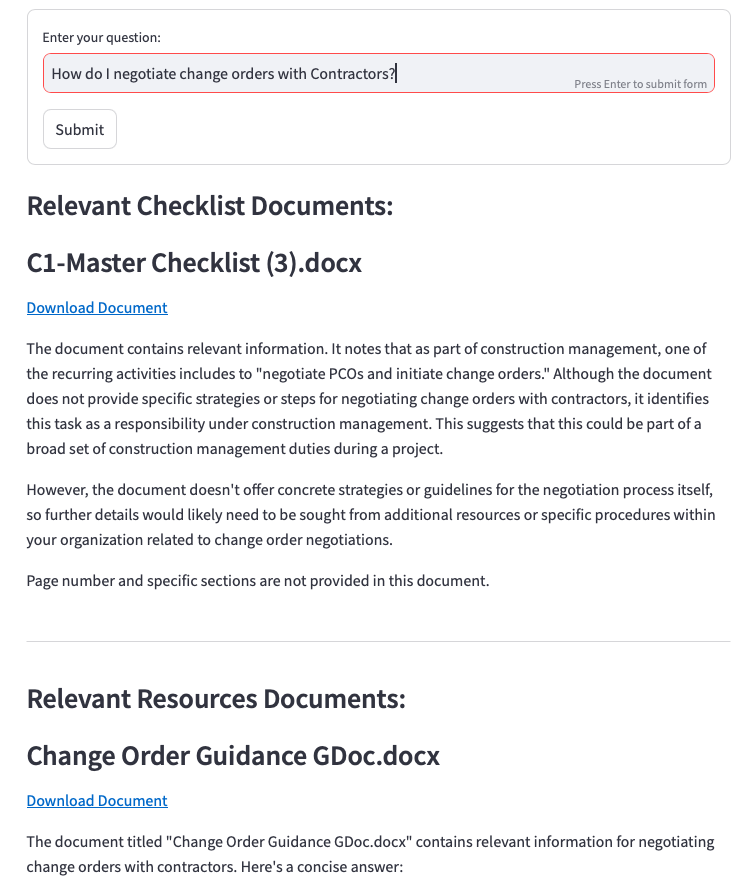 Enter your question:
How do I negotiate change orders with Contractors?
Press Enter to submit form
Submit
Relevant Checklist Documents:
C1-Master Checklist (3).docx
Download Document
The document contains relevant information. It notes that as part of construction management, one of
the recurring activities includes to "negotiate PCOs and initiate change orders." Although the document
does not provide specific strategies or steps for negotiating change orders with contractors, it identifies
this task as a responsibility under construction management. This suggests that this could be part of a
broad set of construction management duties during a project.
However, the document doesn't offer concrete strategies or guidelines for the negotiation process itself,
so further details would likely need to be sought from additional resources or specific procedures within
your organization related to change order negotiations.
Page number and specific sections are not provided in this document.
Relevant Resources Documents:
Change Order Guidance GDoc.docx
Download Document
The document titled "Change Order Guidance GDoc.docx" contains relevant information for negotiating
change orders with contractors. Here's a concise answer: